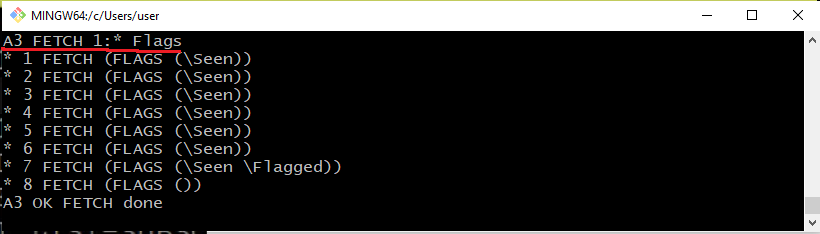 MINGW64:/c/Users/user
A3 FETCH 1:* Flags
* 1 FETCH (FLAGS (\Seen))
* 2 FETCH (FLAGS (\Seen))
* 3 FETCH (FLAGS (\Seen))
* 4 FETCH (FLAGS (\Seen))
* 5 FETCH (FLAGS (\Seen))
* 6 FETCH (FLAGS (\Seen))
* 7 FETCH (FLAGS (\Seen \Flagged))
* 8 FETCH (FLAGS ())
A3 OK FETCH done